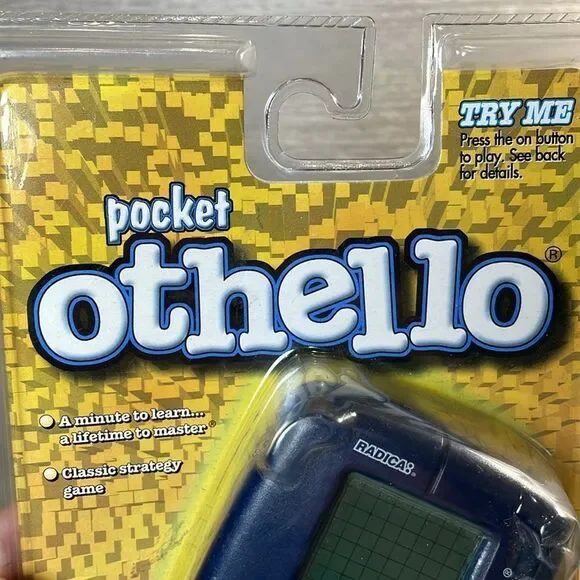 TRY ME
Press the on button
to play. See back
for details.
pocket
othello®
A minute to learn...
a lifetime to master®
Classic strategy
game
RADICA:®
®